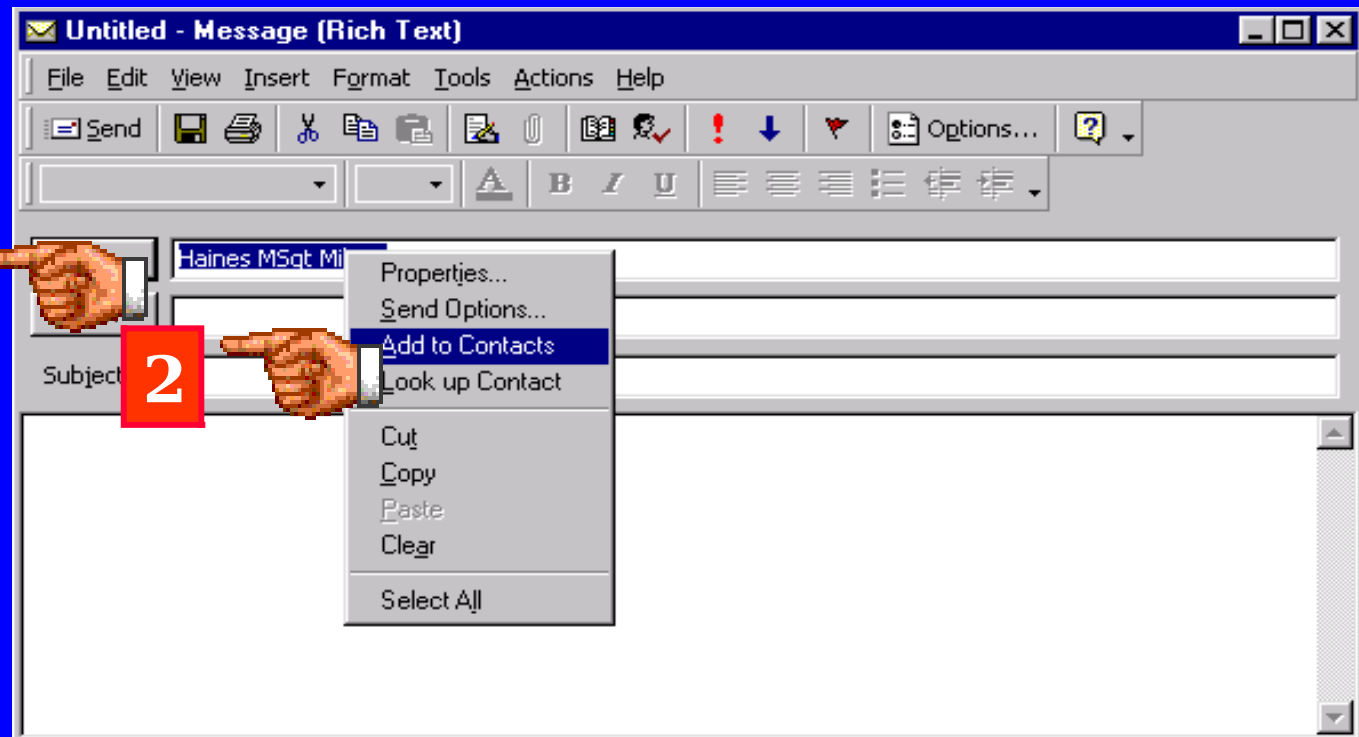 Untitled - Message (Rich Text)
File Edit View Insert Format Tools Actions Help
Send Options...
A B I U
Haines MSgt
Properties...
Send Options...
Add to Contacts
Look up Contact
Subject
2
Cut
Copy
Paste
Clear
Select All